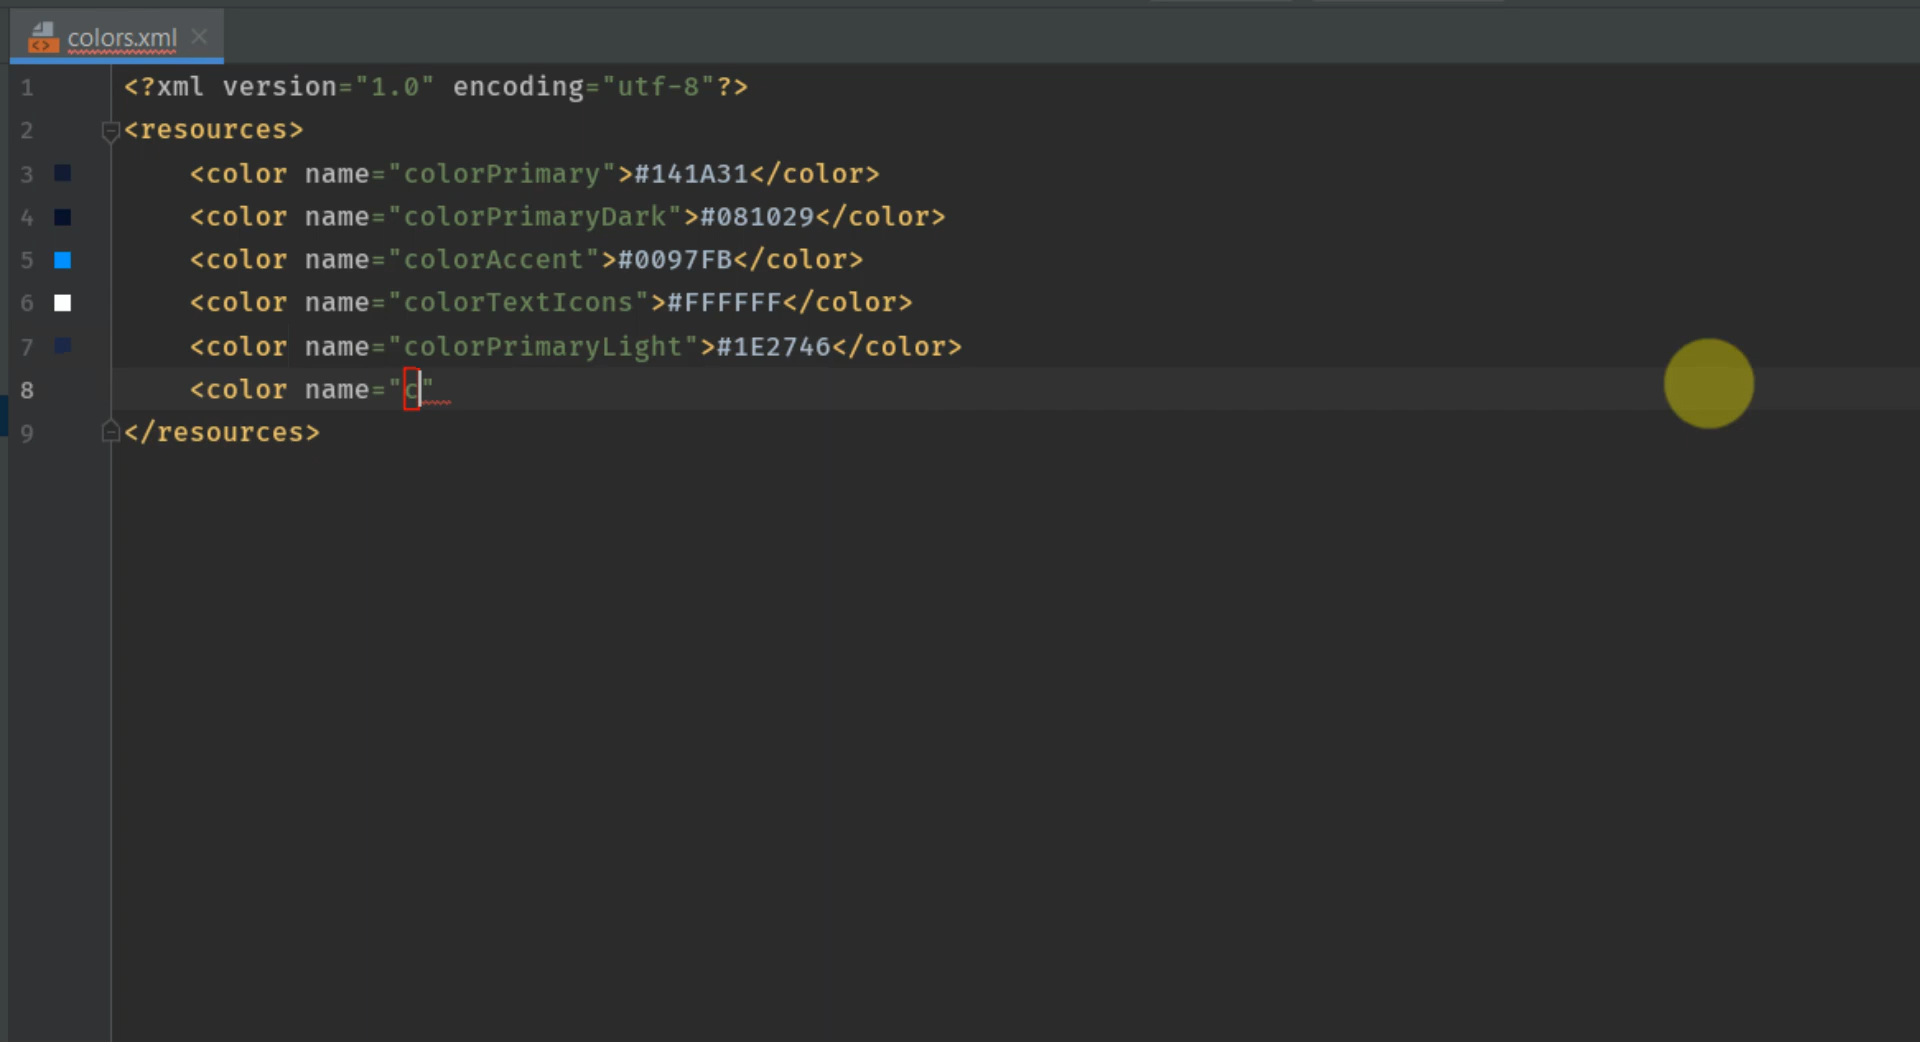 colors.xml
1 <?xml version="1.0" encoding="utf-8"?>
2 <resources>
3 <color name="colorPrimary">#141A31</color>
4 <color name="colorPrimaryDark">#081029</color>
5 <color name="colorAccent">#0097FB</color>
6 <color name="colorTextIcons">#FFFFFF</color>
7 <color name="colorPrimaryLight">#1E2746</color>
8 <color name="c"
9 </resources>